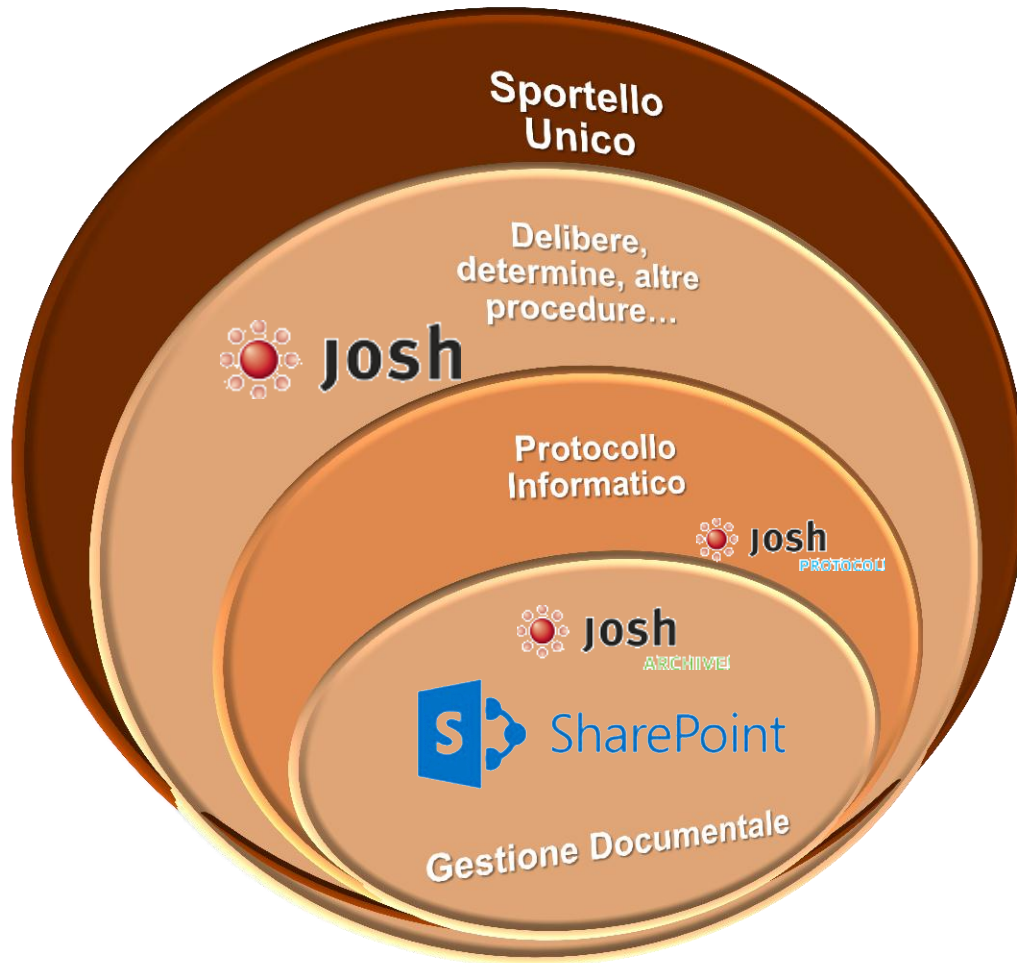 Sportello
Unico
Delibere,
determine, altre
procedure...
josh
Protocollo
Informatico
josh
PROTOCOL!
josh
ARCHIVE!
S SharePoint
Gestione Documentale